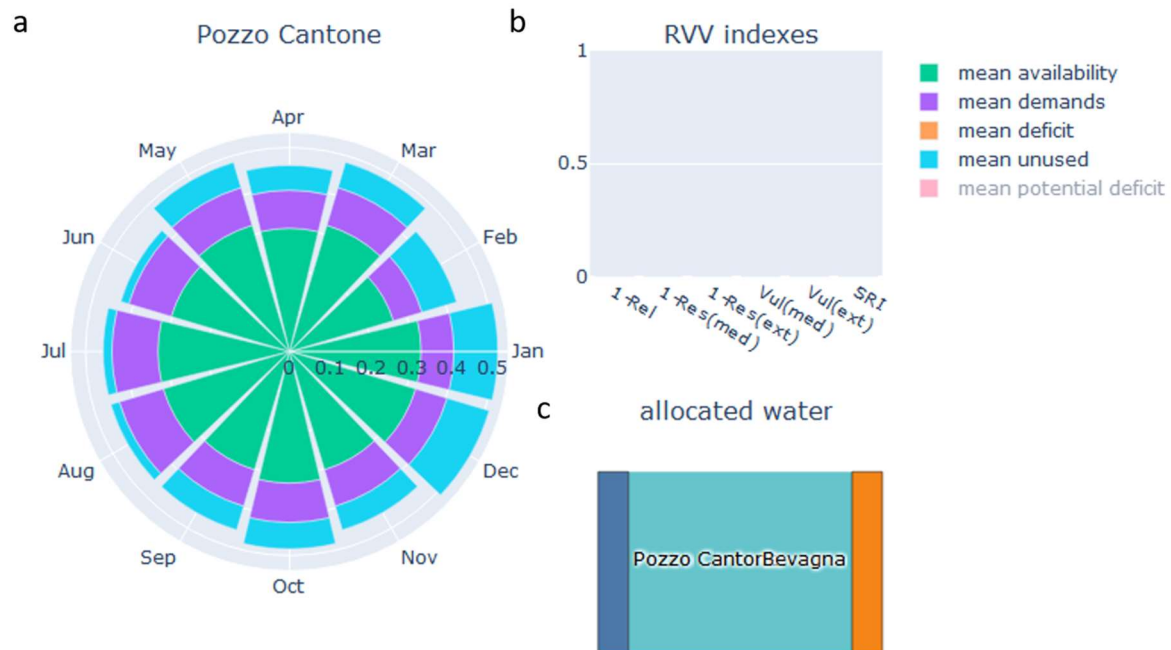 a
Pozzo Cantone
Apr
May
Mar
Jun
Feb
Jul
Jan
0 0.1 0.2 0.3 0.4 0.5
Aug
Dec
Sep
Nov
Oct
b
RVV indexes
1
0.5
0
1-Rel
1-Res(med)
1-Res(ext)
Vul(med)
Vul(ext)
SRI
mean availability
mean demands
mean deficit
mean unused
mean potential deficit
c
allocated water
Pozzo CantorBevagna